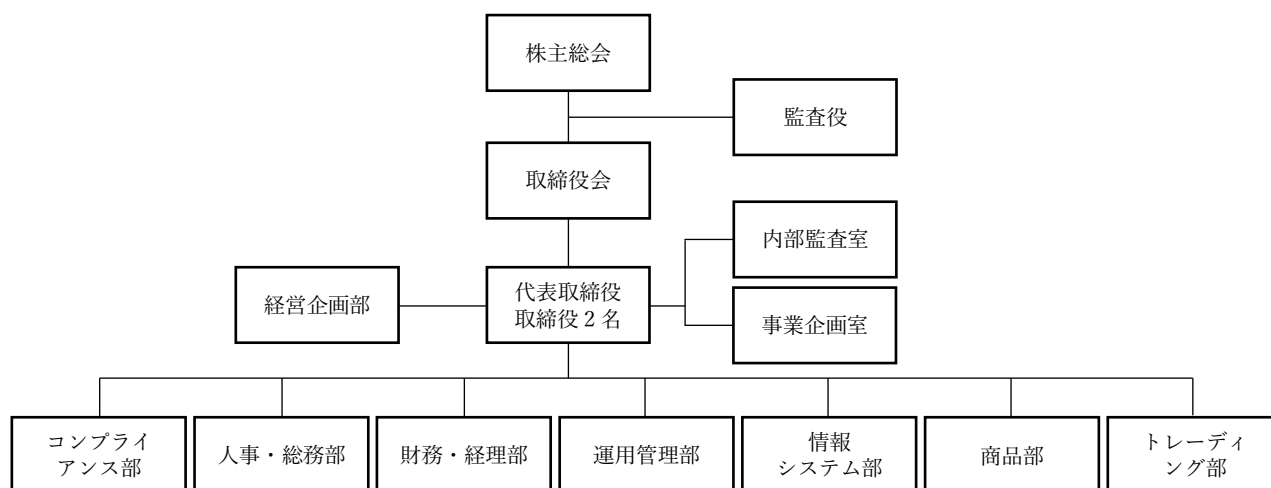 株主総会
監査役
取締役会
内部監査室
経営企画部
代表取締役
取締役２名
事業企画室
コンプライ
アンス部
人事・総務部
財務・経理部
運用管理部
情報
システム部
商品部
トレーディ
ング部